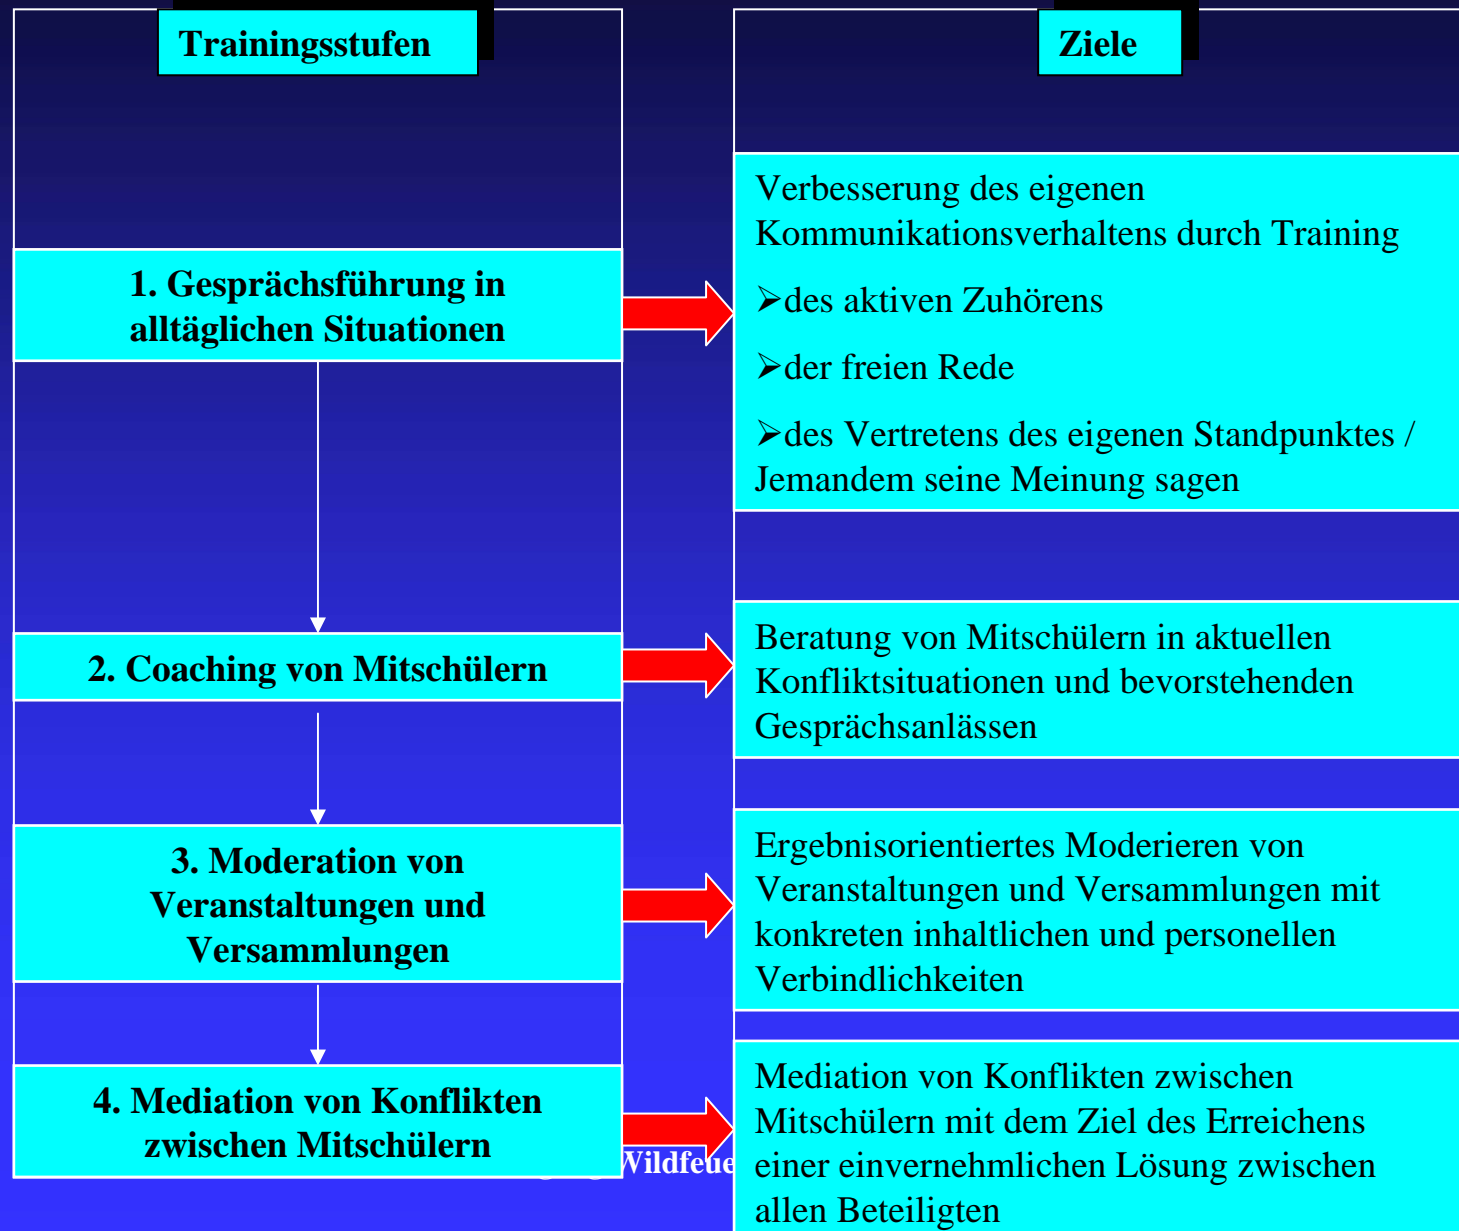 Trainingsstufen
Ziele
1. Gesprächsführung in
alltäglichen Situationen
Verbesserung des eigenen
Kommunikationsverhaltens durch Training
➢des aktiven Zuhörens
➢der freien Rede
➢des Vertretens des eigenen Standpunktes /
Jemandem seine Meinung sagen
2. Coaching von Mitschülern
Beratung von Mitschülern in aktuellen
Konfliktsituationen und bevorstehenden
Gesprächsanlässen
3. Moderation von
Veranstaltungen und
Versammlungen
Ergebnisorientiertes Moderieren von
Veranstaltungen und Versammlungen mit
konkreten inhaltlichen und personellen
Verbindlichkeiten
4. Mediation von Konflikten
zwischen Mitschülern
Mediation von Konflikten zwischen
Mitschülern mit dem Ziel des Erreichens
einer einvernehmlichen Lösung zwischen
allen Beteiligten